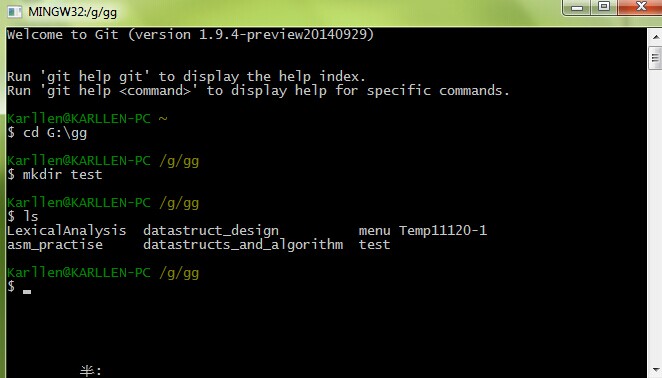 MINGW32:/g/gg
Welcome to Git (version 1.9.4-preview20140929)
Run 'git help git' to display the help index.
Run 'git help <command>' to display help for specific commands.
Karllen@KARLLEN-PC ~
$ cd G:\gg
Karllen@KARLLEN-PC /g/gg
$ mkdir test
Karllen@KARLLEN-PC /g/gg
$ ls
LexicalAnalysis  datastruct_design          menu Temp11120-1
asm_practise     datastructs_and_algorithm  test
Karllen@KARLLEN-PC /g/gg
$
半: